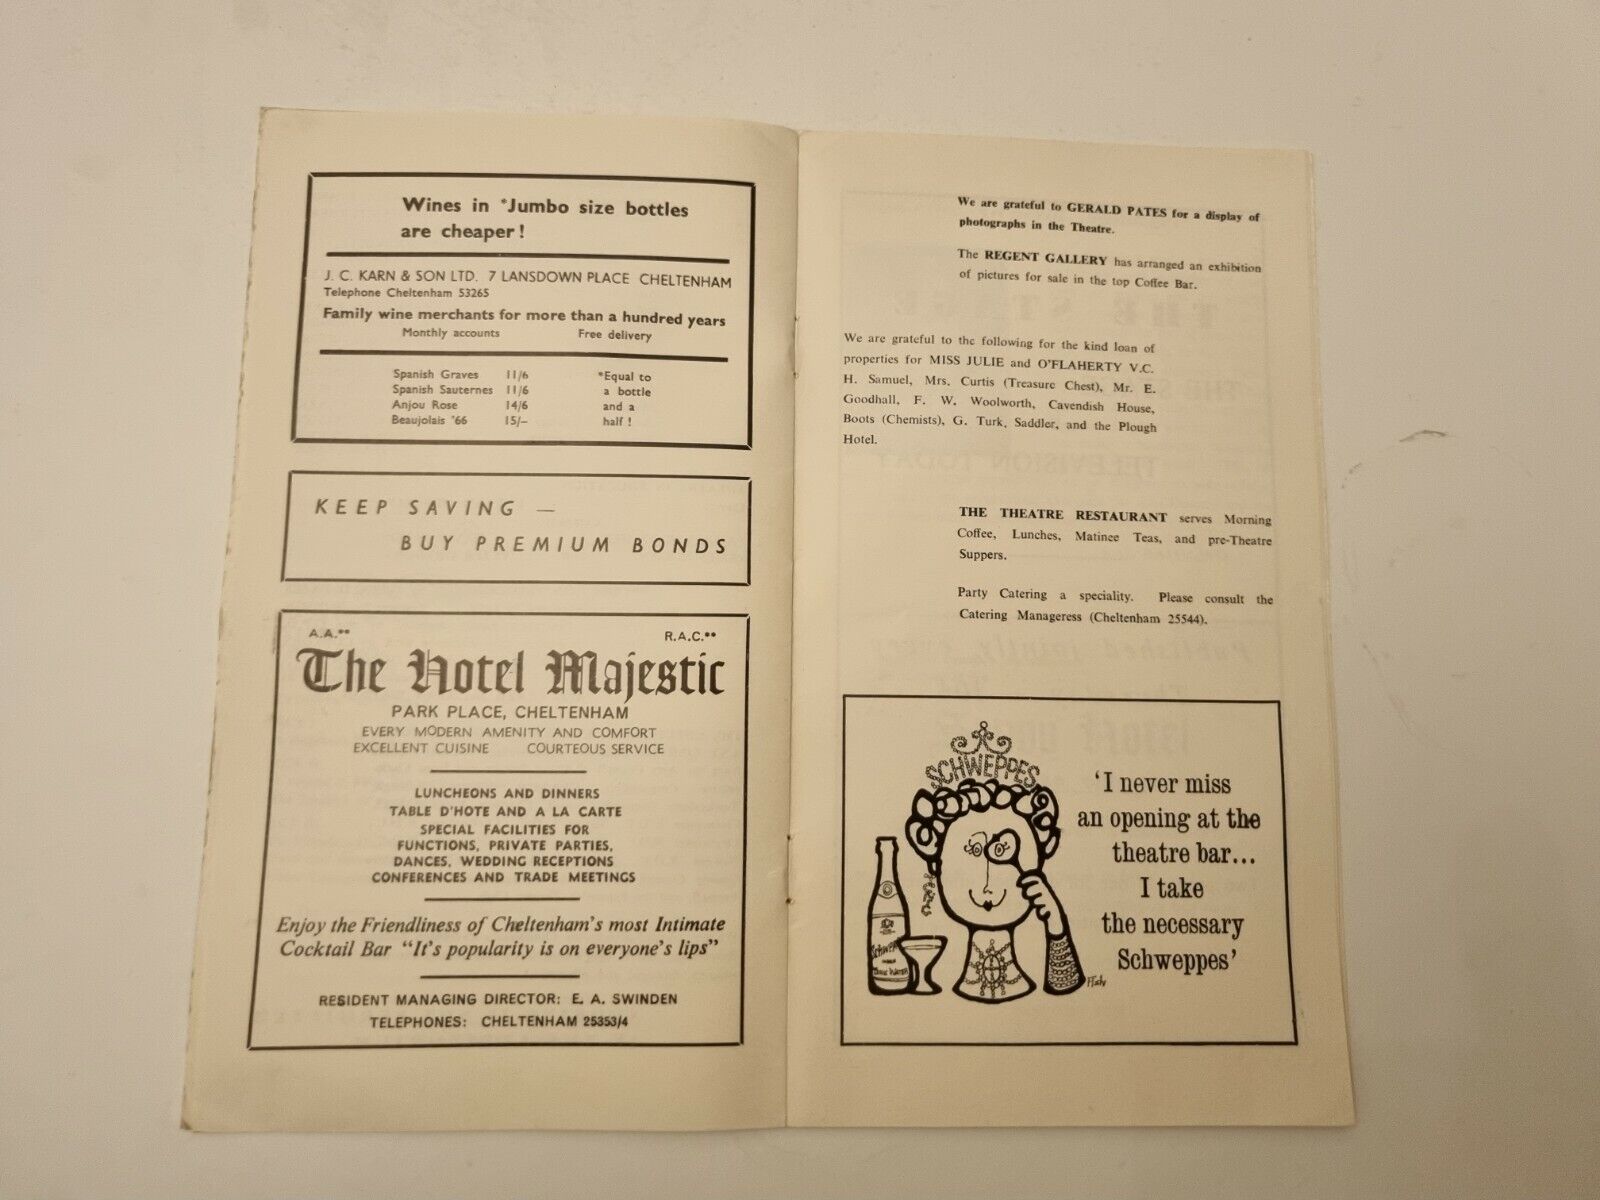 Wines in *Jumbo size bottles
are cheaper!
J. C. KARN & SON LTD. 7 LANSDOWN PLACE CHELTENHAM
Telephone Cheltenham 53265
Family wine merchants for more than a hundred years
Monthly accounts Free delivery
Spanish Graves 11/6 *Equal to
Spanish Sauternes 11/6 a bottle
Anjou Rose 14/6 and a
Beaujolais '66 15/– half!
KEEP SAVING —
BUY PREMIUM BONDS
A.A.** R.A.C.**
The Hotel Majestic
PARK PLACE, CHELTENHAM
EVERY MODERN AMENITY AND COMFORT
EXCELLENT CUISINE COURTEOUS SERVICE
LUNCHEONS AND DINNERS
TABLE D'HOTE AND A LA CARTE
SPECIAL FACILITIES FOR
FUNCTIONS, PRIVATE PARTIES,
DANCES, WEDDING RECEPTIONS
CONFERENCES AND TRADE MEETINGS
Enjoy the Friendliness of Cheltenham's most Intimate
Cocktail Bar "It's popularity is on everyone's lips"
RESIDENT MANAGING DIRECTOR: E. A. SWINDEN
TELEPHONES: CHELTENHAM 25353/4
We are grateful to GERALD PATES for a display of
photographs in the Theatre.
The REGENT GALLERY has arranged an exhibition
of pictures for sale in the top Coffee Bar.
We are grateful to the following for the kind loan of
properties for MISS JULIE and O'FLAHERTY V.C.
H. Samuel, Mrs. Curtis (Treasure Chest), Mr. E.
Goodhall, F. W. Woolworth, Cavendish House,
Boots (Chemists), G. Turk, Saddler, and the Plough
Hotel.
THE THEATRE RESTAURANT serves Morning
Coffee, Lunches, Matinee Teas, and pre-Theatre
Suppers.
Party Catering a speciality. Please consult the
Catering Manageress (Cheltenham 25544).
SCHWEPPES
Schweppes
TONIC WATER
'I never miss
an opening at the
theatre bar...
I take
the necessary
Schweppes'